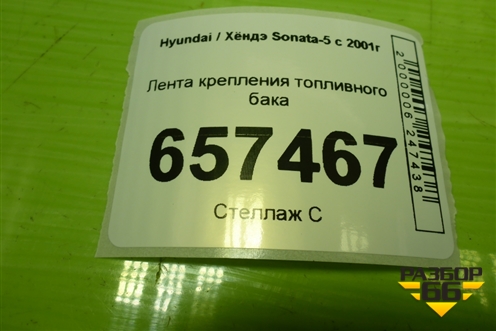 Hyundai / Хёндэ Sonata-5 с 2001г
Лента крепления топливного
бака
657467
Стеллаж С
2000006247438
РАЗБОР
66